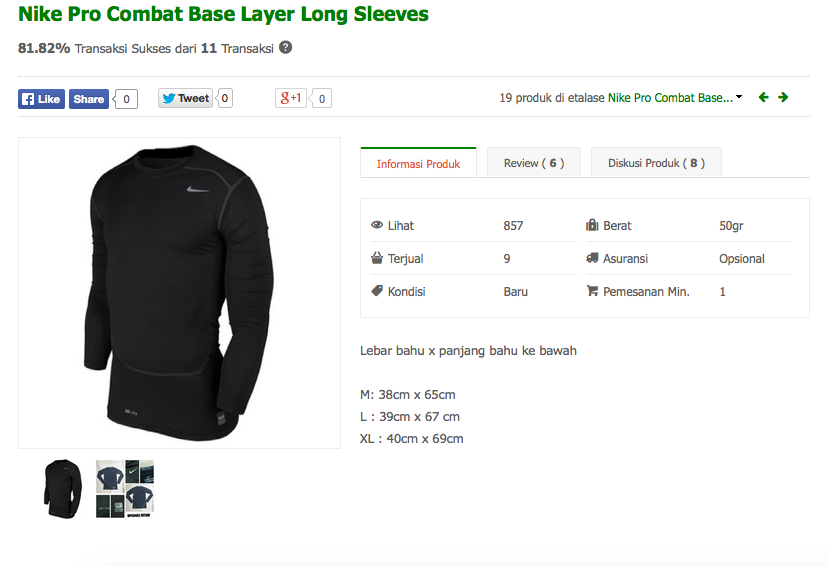 Nike Pro Combat Base Layer Long Sleeves
81.82% Transaksi Sukses dari 11 Transaksi ?
Like Share 0 Tweet 0 g+1 0 19 produk di etalase Nike Pro Combat Base...
Informasi Produk Review ( 6 ) Diskusi Produk ( 8 )
Lihat 857 Berat 50gr
Terjual 9 Asuransi Opsional
Kondisi Baru Pemesanan Min. 1
Lebar bahu x panjang bahu ke bawah
M: 38cm x 65cm
L : 39cm x 67 cm
XL : 40cm x 69cm